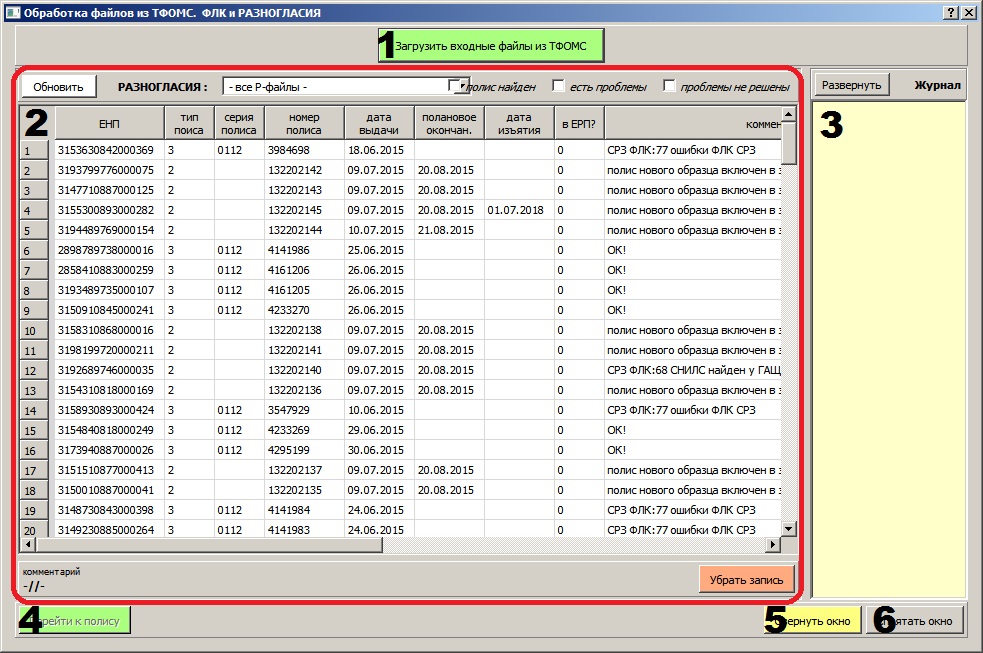 Обработка файлов из ТФОМС. ФЛК и РАЗНОГЛАСИЯ
1 Загрузить входные файлы из ТФОМС
Обновить РАЗНОГЛАСИЯ : - все Р-файлы - полис найден есть проблемы проблемы не решены
Развернуть Журнал
2 ЕНП тип поиса серия полиса номер полиса дата выдачи полановое окончан. дата изъятия в ЕРП? коммен
3
1 3153630842000369 3 0112 3984698 18.06.2015 0 СРЗ ФЛК:77 ошибки ФЛК СРЗ
2 3193799776000075 2 132202142 09.07.2015 20.08.2015 0 полис нового образца включен в з
3 3147710887000125 2 132202143 09.07.2015 20.08.2015 0 полис нового образца включен в з
4 3155300893000282 2 132202145 09.07.2015 20.08.2015 01.07.2018 0 полис нового образца включен в з
5 3194489769000154 2 132202144 10.07.2015 21.08.2015 0 полис нового образца включен в з
6 2898789738000016 3 0112 4141986 25.06.2015 0 ОК!
7 2858410883000259 3 0112 4161206 26.06.2015 0 ОК!
8 3193489735000107 3 0112 4161205 26.06.2015 0 ОК!
9 3150910845000241 3 0112 4233270 26.06.2015 0 ОК!
10 3158310868000016 2 132202138 09.07.2015 20.08.2015 0 полис нового образца включен в з
11 3198199720000211 2 132202141 09.07.2015 20.08.2015 0 полис нового образца включен в з
12 3192689746000035 2 132202140 09.07.2015 20.08.2015 0 СРЗ ФЛК:68 СНИЛС найден у ГАЩ
13 3154310818000169 2 132202136 09.07.2015 20.08.2015 0 полис нового образца включен в з
14 3158930893000424 3 0112 3547929 10.06.2015 0 СРЗ ФЛК:77 ошибки ФЛК СРЗ
15 3154840818000249 3 0112 4233269 29.06.2015 0 ОК!
16 3173940887000026 3 0112 4295199 30.06.2015 0 ОК!
17 3151510877000413 2 132202137 09.07.2015 20.08.2015 0 полис нового образца включен в з
18 3150010887000041 2 132202135 09.07.2015 20.08.2015 0 полис нового образца включен в з
19 3148730843000398 3 0112 4141984 24.06.2015 0 СРЗ ФЛК:77 ошибки ФЛК СРЗ
20 3149230885000264 3 0112 4141983 24.06.2015 0 СРЗ ФЛК:77 ошибки ФЛК СРЗ
комментарий
-//- Убрать запись
4 рейти к полису 5 вернуть окно 6 рятать окно